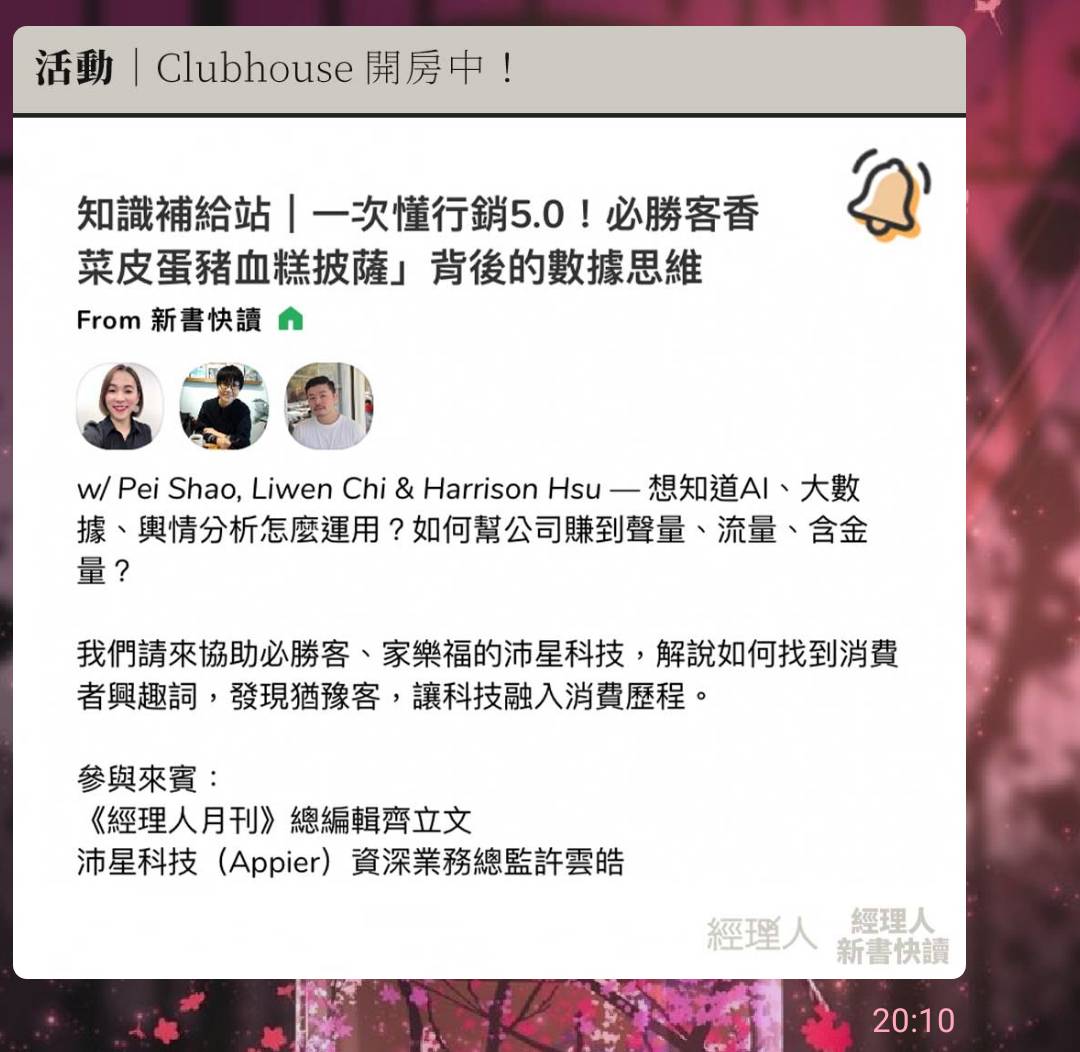 活動｜Clubhouse 開房中！
知識補給站｜一次懂行銷5.0！必勝客香
菜皮蛋豬血糕披薩」背後的數據思維
From 新書快讀
w/ Pei Shao, Liwen Chi & Harrison Hsu — 想知道AI、大數
據、輿情分析怎麼運用？如何幫公司賺到聲量、流量、含金
量？
我們請來協助必勝客、家樂福的沛星科技，解說如何找到消費
者興趣詞，發現猶豫客，讓科技融入消費歷程。
參與來賓：
《經理人月刊》總編輯齊立文
沛星科技（Appier）資深業務總監許雲皓
經理人
經理人
新書快讀
20:10